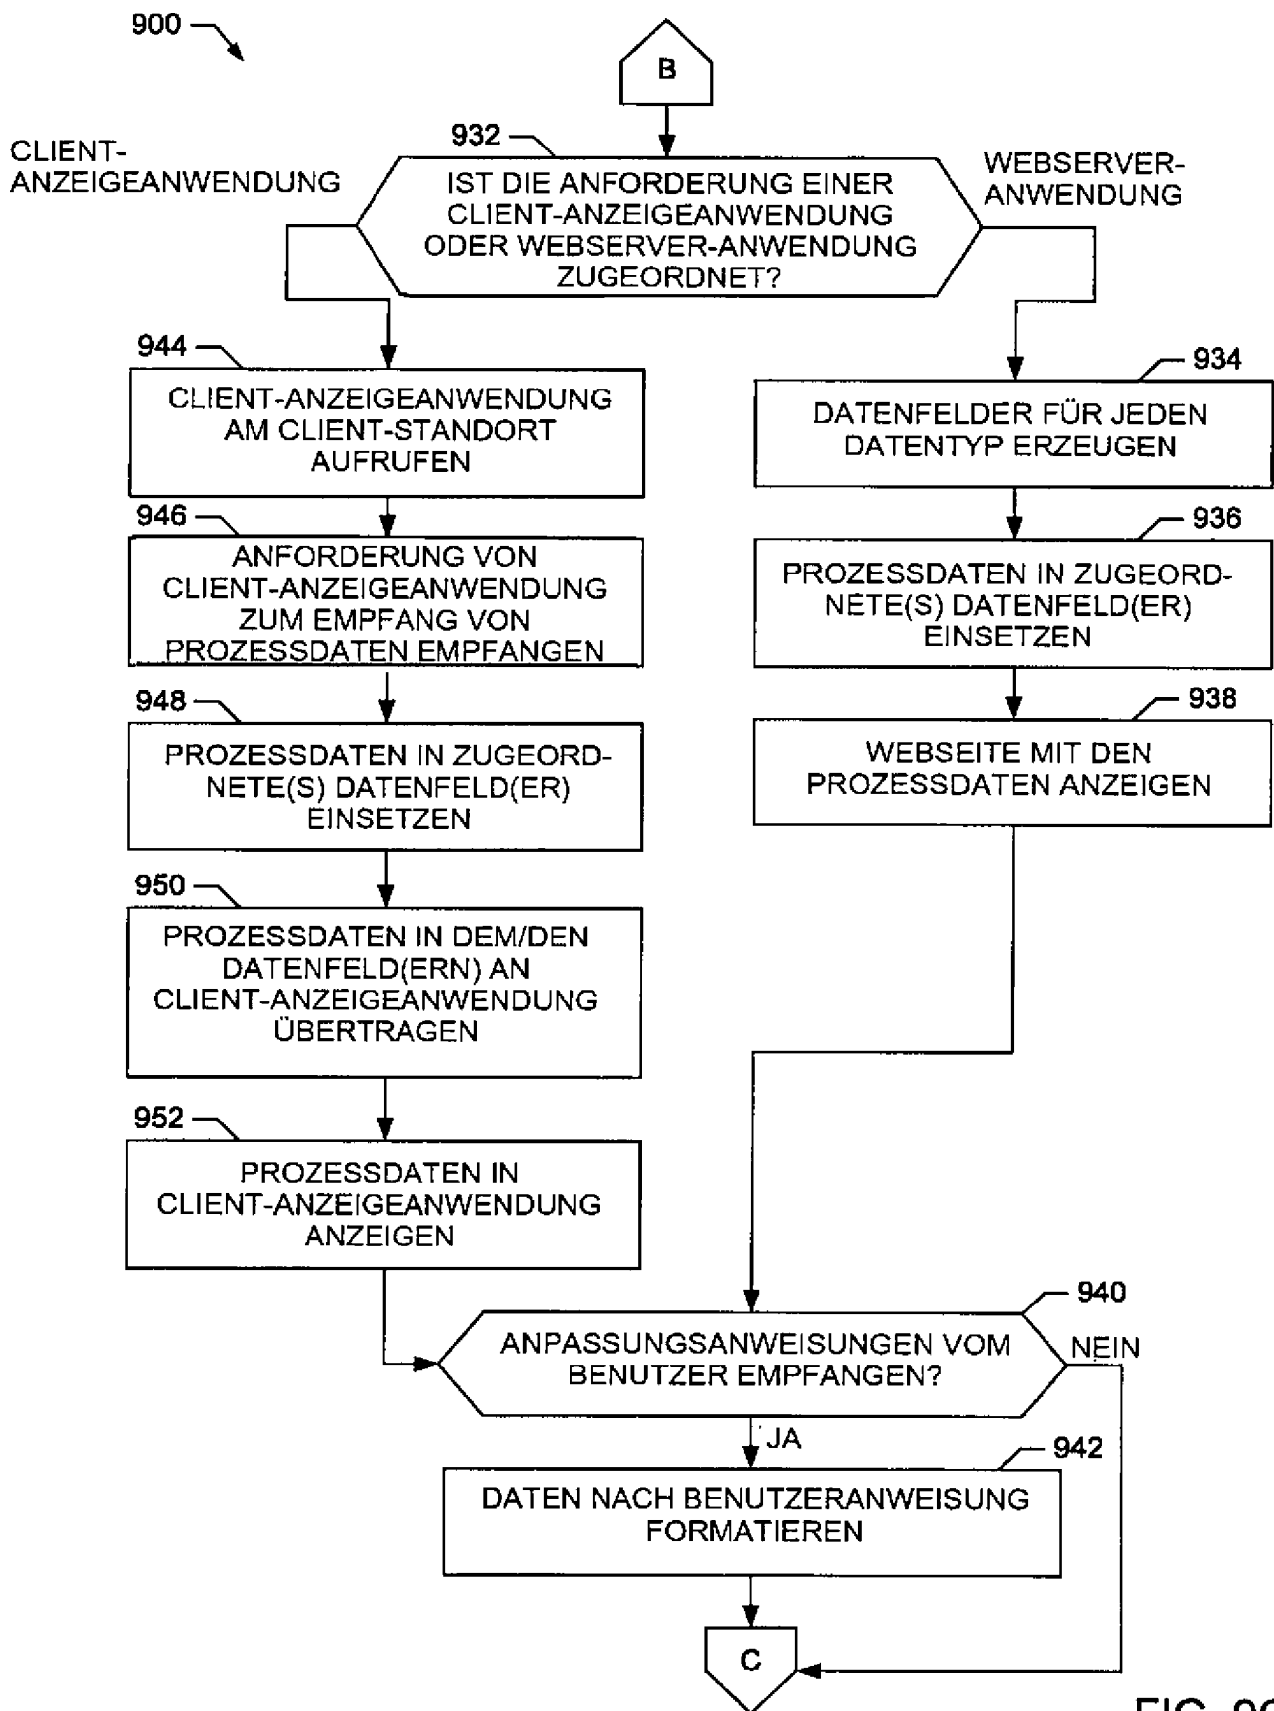 900
B
932
CLIENT-
ANZEIGEANWENDUNG
WEBSERVER-
ANWENDUNG
IST DIE ANFORDERUNG EINER
CLIENT-ANZEIGEANWENDUNG
ODER WEBSERVER-ANWENDUNG
ZUGEORDNET?
944
CLIENT-ANZEIGEANWENDUNG
AM CLIENT-STANDORT
AUFRUFEN
946
ANFORDERUNG VON
CLIENT-ANZEIGEANWENDUNG
ZUM EMPFANG VON
PROZESSDATEN EMPFANGEN
948
PROZESSDATEN IN ZUGEORD-
NETE(S) DATENFELD(ER)
EINSETZEN
950
PROZESSDATEN IN DEM/DEN
DATENFELD(ERN) AN
CLIENT-ANZEIGEANWENDUNG
ÜBERTRAGEN
952
PROZESSDATEN IN
CLIENT-ANZEIGEANWENDUNG
ANZEIGEN
934
DATENFELDER FÜR JEDEN
DATENTYP ERZEUGEN
936
PROZESSDATEN IN ZUGEORD-
NETE(S) DATENFELD(ER)
EINSETZEN
938
WEBSEITE MIT DEN
PROZESSDATEN ANZEIGEN
940
ANPASSUNGSANWEISUNGEN VOM
BENUTZER EMPFANGEN?
NEIN
JA
942
DATEN NACH BENUTZERANWEISUNG
FORMATIEREN
C
FIG.